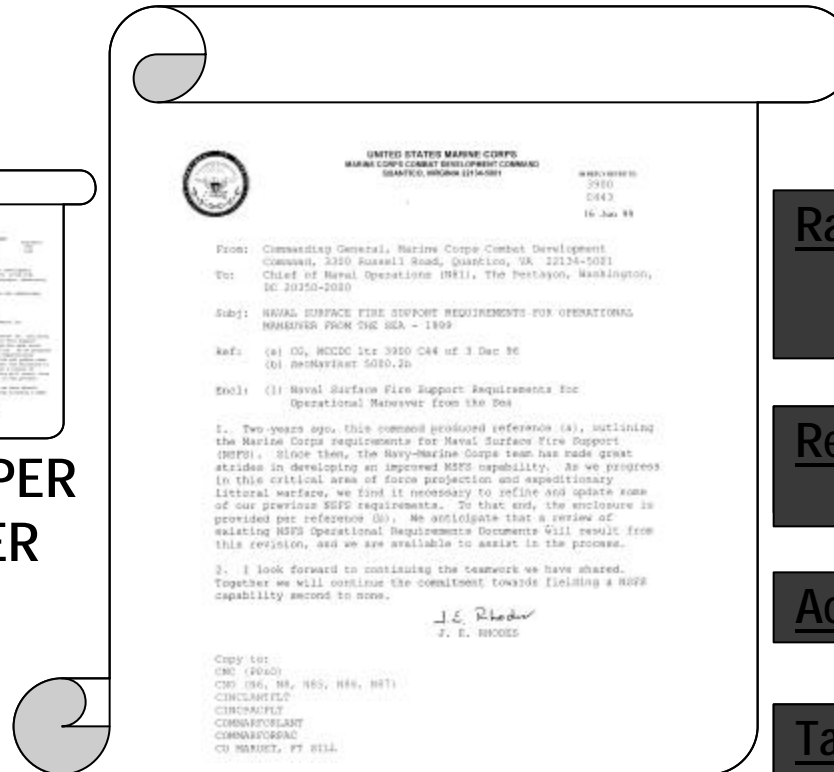 UNITED STATES MARINE CORPS
MARINE CORPS COMBAT DEVELOPMENT COMMAND
QUANTICO, VIRGINIA 22134-5001
IN REPLY REFER TO
3900
C443
16 Jun 99
From: Commanding General, Marine Corps Combat Development
Command, 3300 Russell Road, Quantico, VA 22134-5001
To: Chief of Naval Operations (N81), The Pentagon, Washington,
DC 20350-2000
Subj: NAVAL SURFACE FIRE SUPPORT REQUIREMENTS FOR OPERATIONAL
MANEUVER FROM THE SEA - 1999
Ref: (a) CG, MCCDC ltr 3900 C44 of 3 Dec 96
(b) SecNavInst 5000.2b
Encl: (1) Naval Surface Fire Support Requirements for
Operational Maneuver from the Sea
1. Two years ago, this command produced reference (a), outlining
the Marine Corps requirements for Naval Surface Fire Support
(NSFS). Since then, the Navy-Marine Corps team has made great
strides in developing an improved NSFS capability. As we progress
in this critical area of force projection and expeditionary
littoral warfare, we find it necessary to refine and update some
of our previous NSFS requirements. To that end, the enclosure is
provided per reference (b). We anticipate that a review of
existing NSFS Operational Requirements Documents will result from
this revision, and we are available to assist in the process.
2. I look forward to continuing the teamwork we have shared.
Together we will continue the commitment towards fielding a NSFS
capability second to none.
J.E. Rhodes
J. E. RHODES
Copy to:
CMC (PP&O)
CNO (N6, N8, N85, N86, N87)
CINCLANTFLT
CINCPACFLT
COMMARFORLANT
COMMARFORPAC
CO MARDET, FT SILL
PER
ER
Ra
Re
Ac
Ta